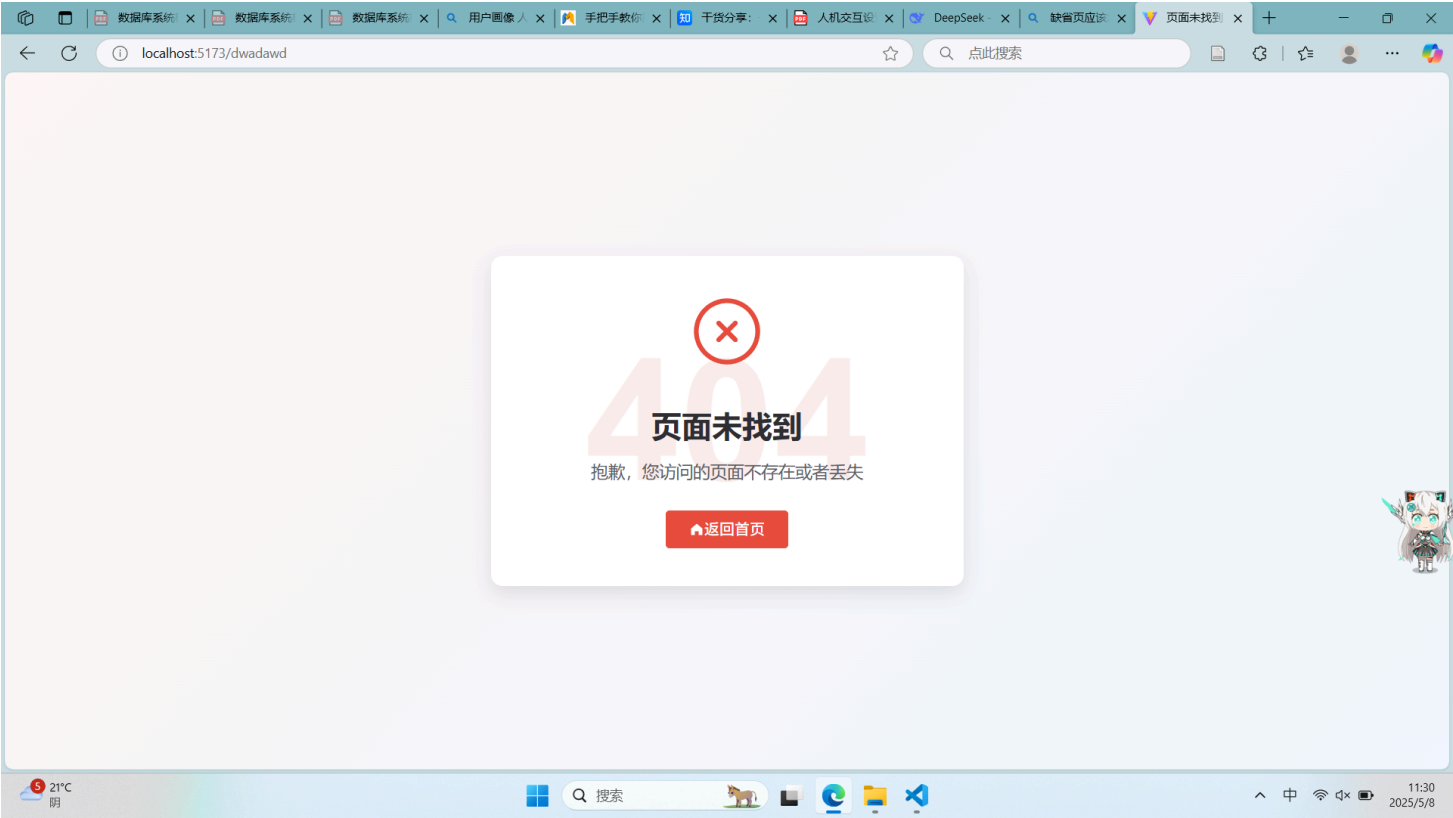 数据库系统
数据库系统
数据库系统
用户画像 人
手把手教你
干货分享：
人机交互设
DeepSeek -
缺省页应该
页面未找到
localhost:5173/dwadawd
点此搜索
404
页面未找到
抱歉，您访问的页面不存在或者丢失
返回首页
5
21°C
阴
搜索
中
11:30
2025/5/8